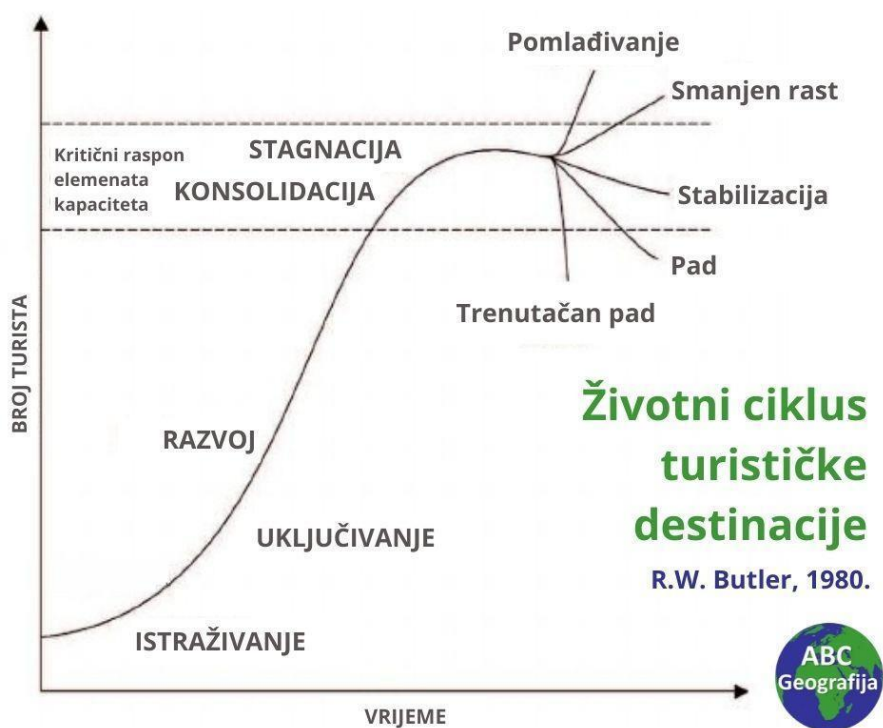 Pomlađivanje
Smanjen rast
STAGNACIJA
Kritični raspon
elemenata
kapaciteta
KONSOLIDACIJA
Stabilizacija
Pad
Trenutačan pad
BROJ TURISTA
Životni ciklus
turističke
destinacije
RAZVOJ
UKLJUČIVANJE
R.W. Butler, 1980.
ISTRAŽIVANJE
ABC
Geografija
VRIJEME